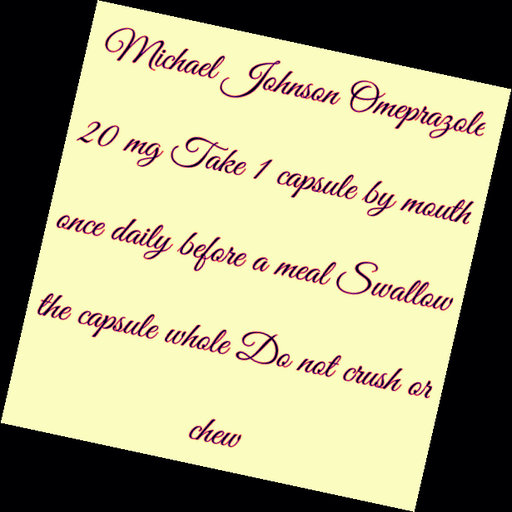 Michael Johnson Omeprazole
20 mg Take 1 capsule by mouth
once daily before a meal Swallow
the capsule whole Do not crush or
chew